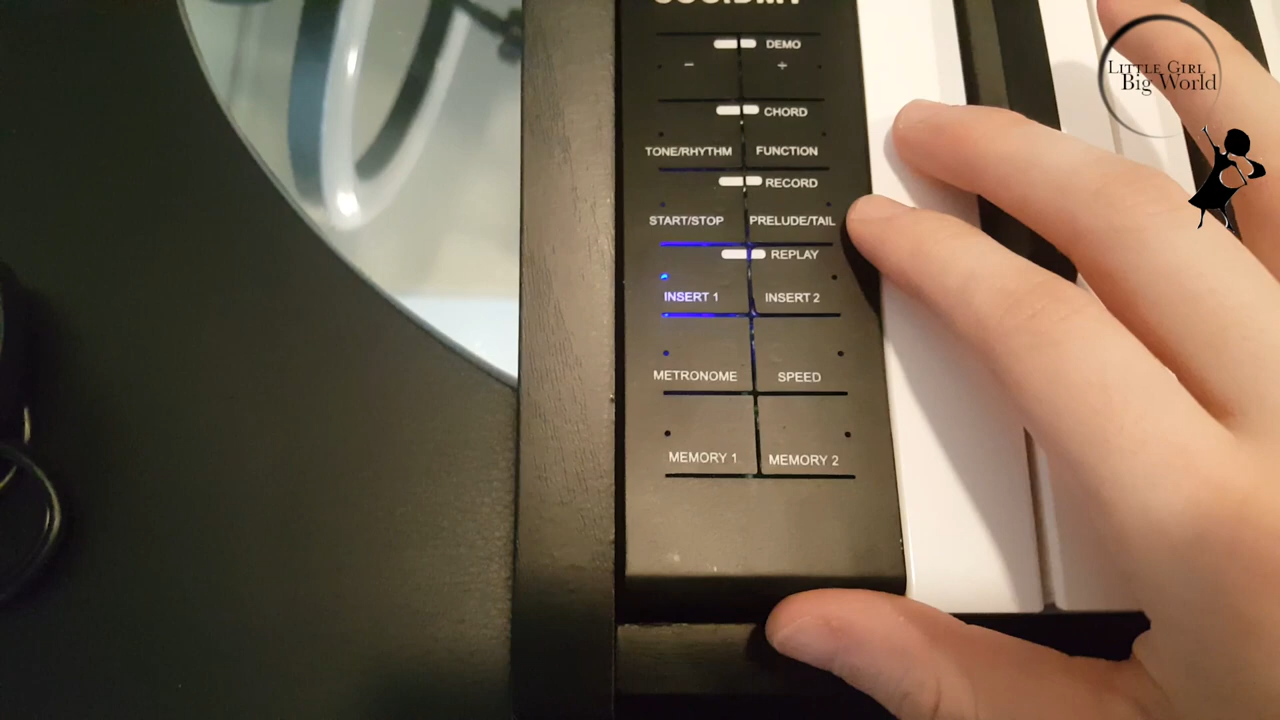 DEMO
- +
CHORD
TONE/RHYTHM FUNCTION
RECORD
START/STOP PRELUDE/TAIL
REPLAY
INSERT 1 INSERT 2
METRONOME SPEED
MEMORY 1 MEMORY 2
LITTLE GIRL
BIG WORLD